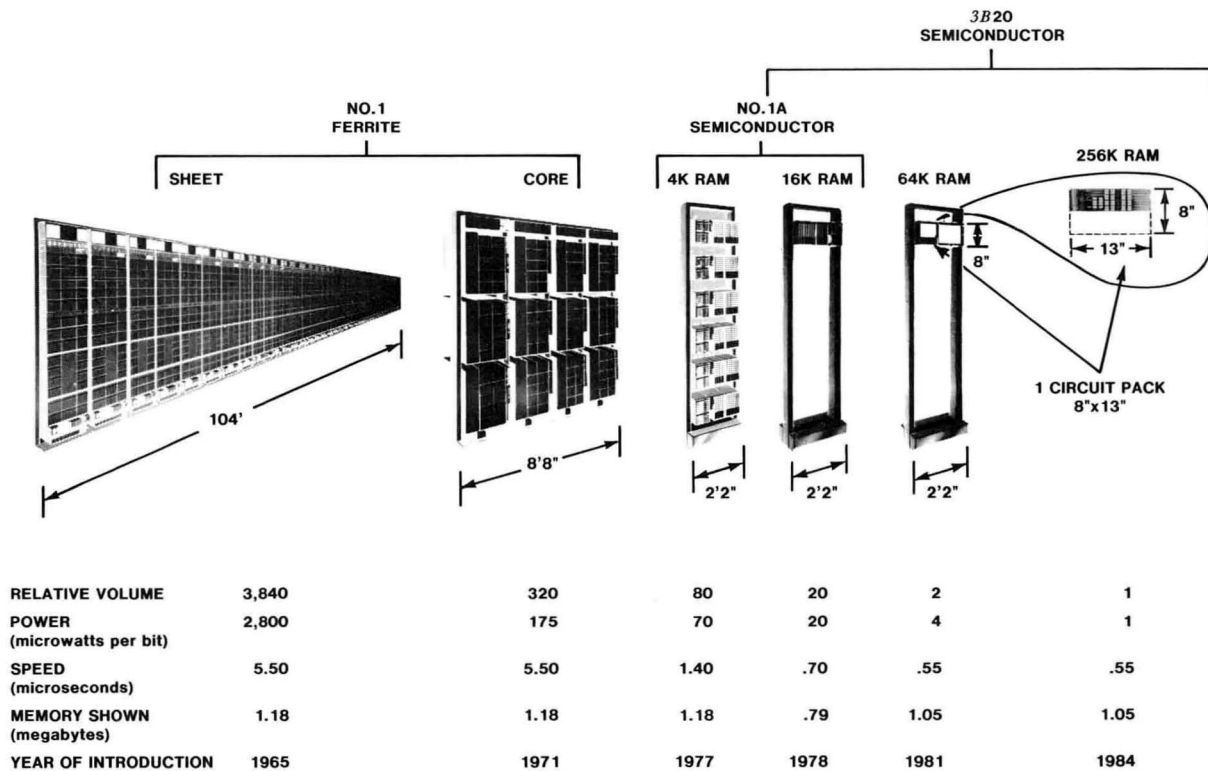 3B20
SEMICONDUCTOR
NO.1
FERRITE
NO.1A
SEMICONDUCTOR
SHEET
CORE
4K RAM
16K RAM
64K RAM
256K RAM
8"
13"
8"
1 CIRCUIT PACK
8"x13"
104'
8'8"
2'2"
2'2"
2'2"
RELATIVE VOLUME 3,840 320 80 20 2 1
POWER 2,800 175 70 20 4 1
(microwatts per bit)
SPEED 5.50 5.50 1.40 .70 .55 .55
(microseconds)
MEMORY SHOWN 1.18 1.18 1.18 .79 1.05 1.05
(megabytes)
YEAR OF INTRODUCTION 1965 1971 1977 1978 1981 1984